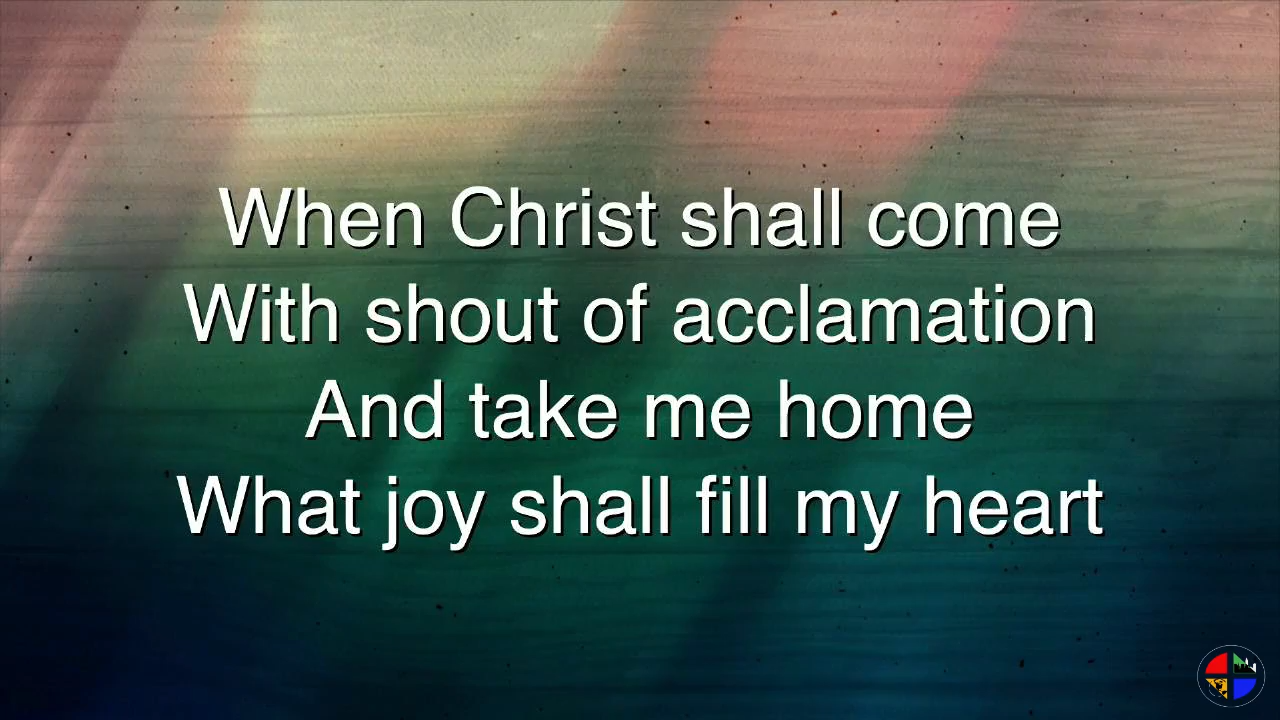 When Christ shall come
With shout of acclamation
And take me home
What joy shall fill my heart